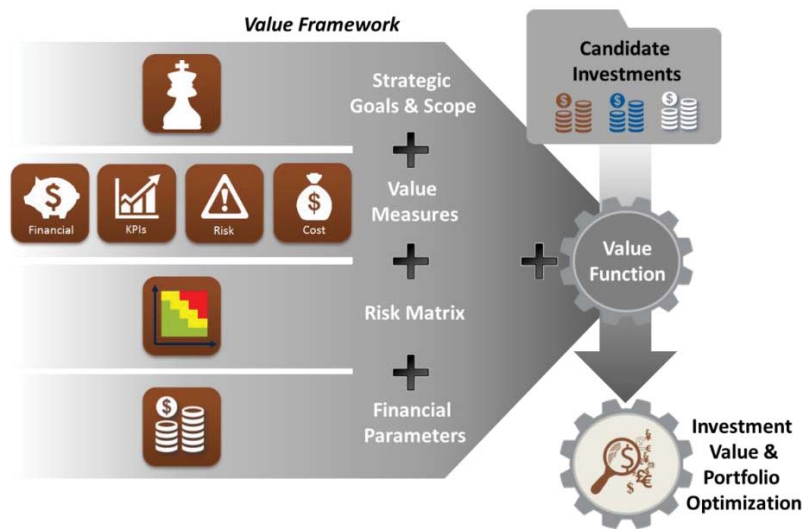 Value Framework
Strategic
Goals & Scope
+
Financial
KPIs
Risk
Cost
Value
Measures
+
Risk Matrix
+
Financial
Parameters
+
Candidate
Investments
Value
Function
Investment
Value &
Portfolio
Optimization